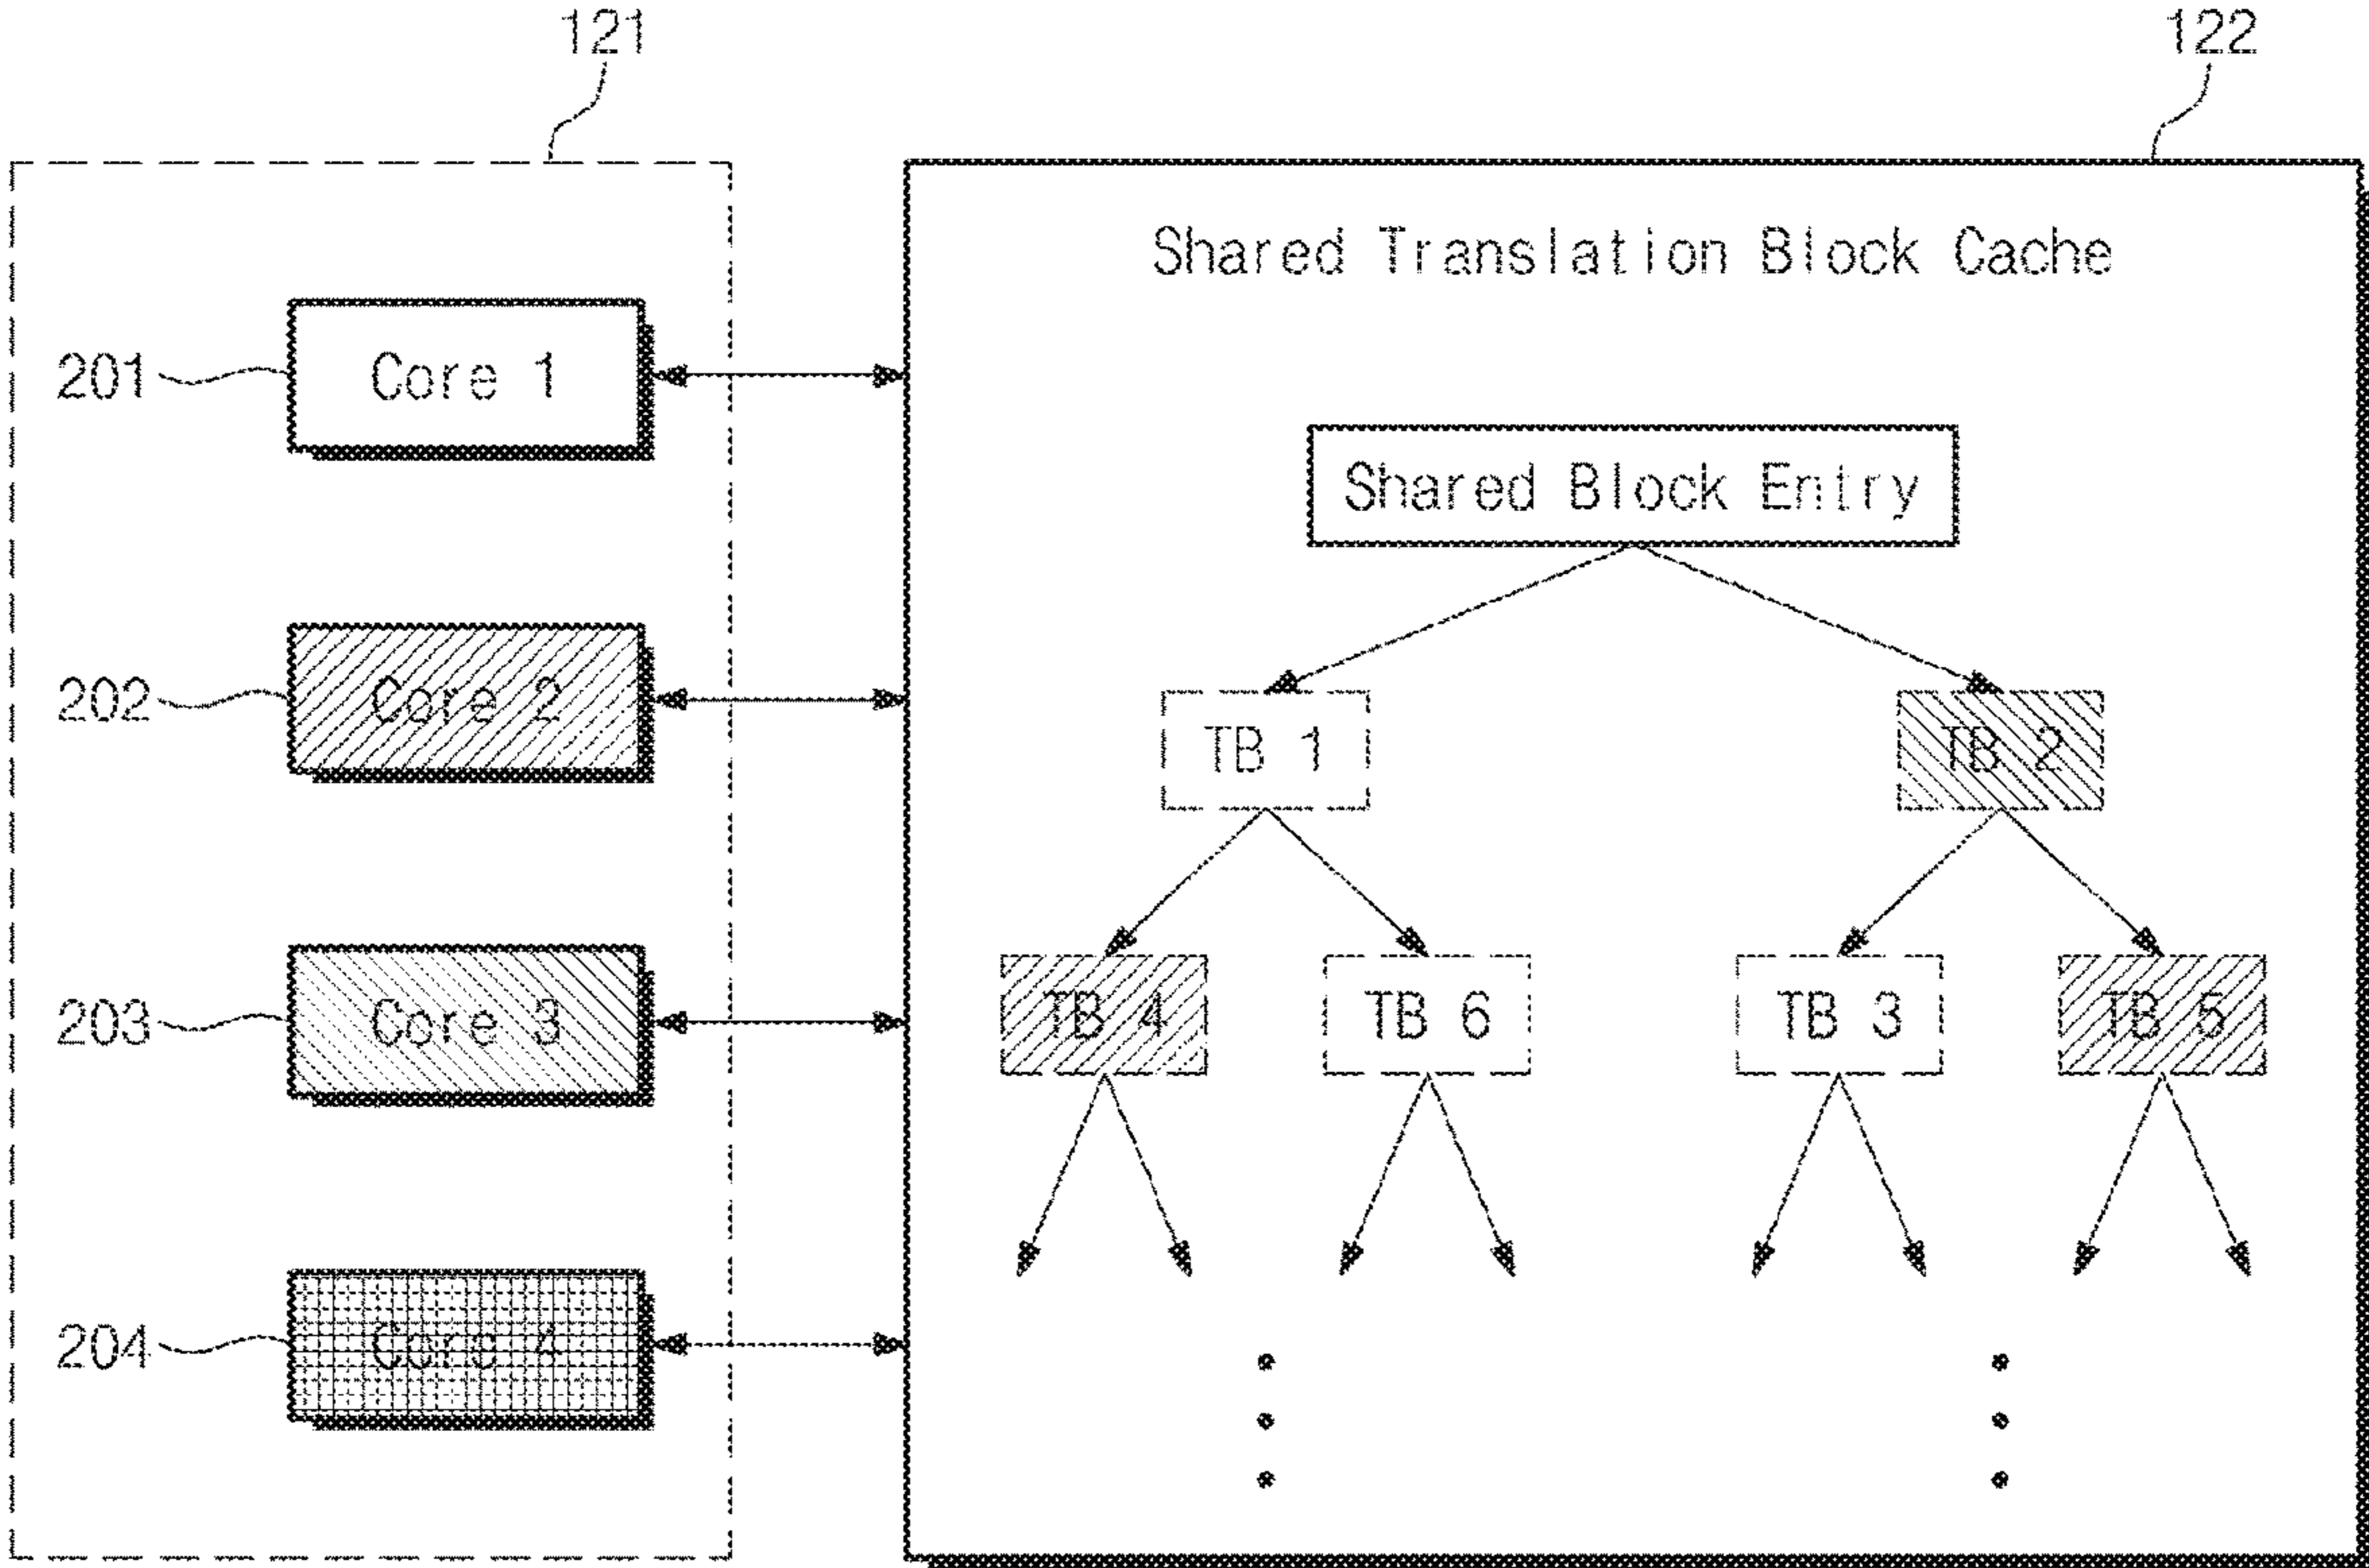 121
122
Shared Translation Block Cache
201
Core 1
Shared Block Entry
202
Core 2
TB 1
TB 2
203
Core 3
TB 4
TB 6
TB 3
TB 5
204
Core 4